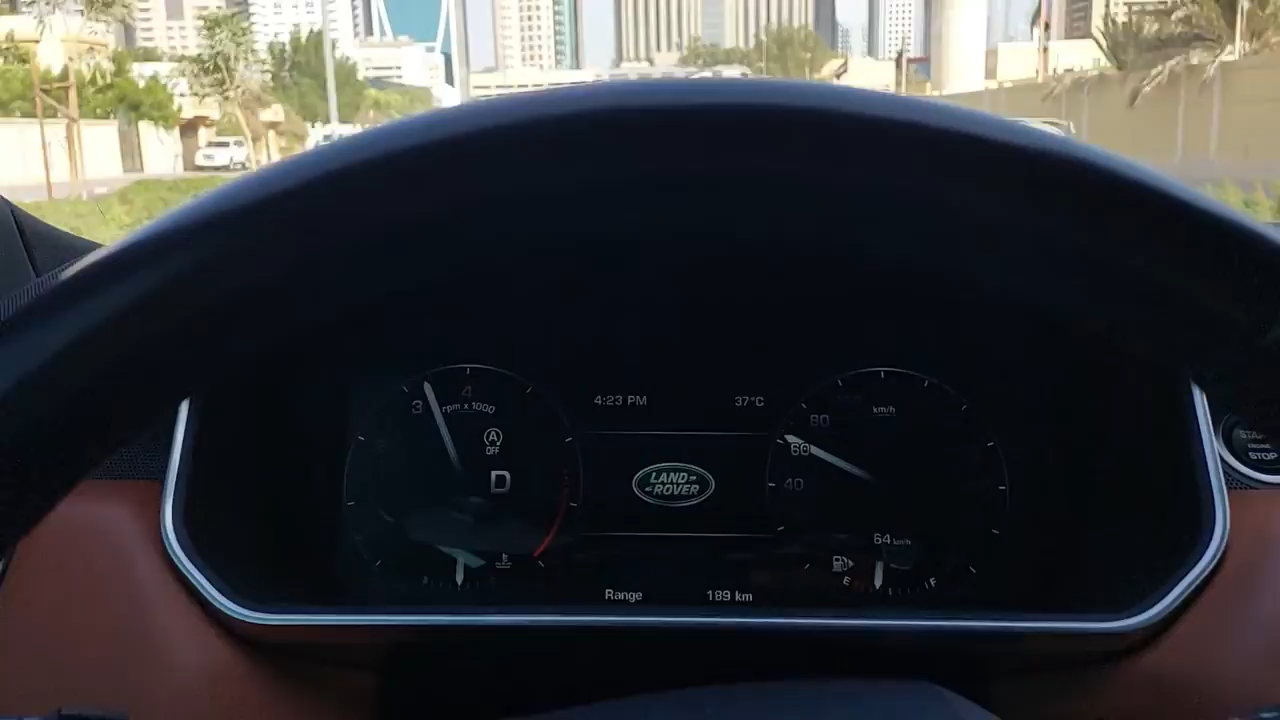 4
3
rpm x 1000
A
OFF
D
4:23 PM
37°C
LAND
ROVER
km/h
80
60
40
64 km/h
E
F
Range
189 km
START
ENGINE
STOP